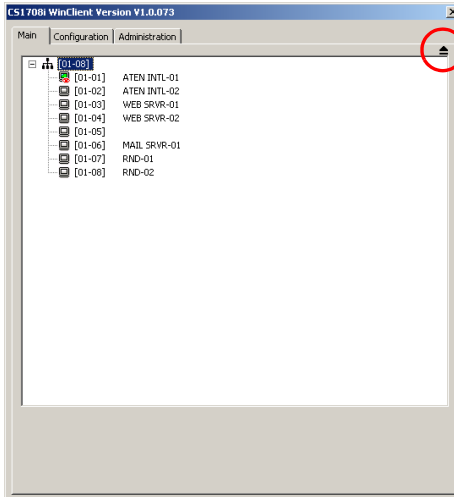 CS1708i WinClient Version V1.0.073
Main Configuration Administration
[01-08]
[01-01] ATEN INTL-01
[01-02] ATEN INTL-02
[01-03] WEB SRVR-01
[01-04] WEB SRVR-02
[01-05]
[01-06] MAIL SRVR-01
[01-07] RND-01
[01-08] RND-02